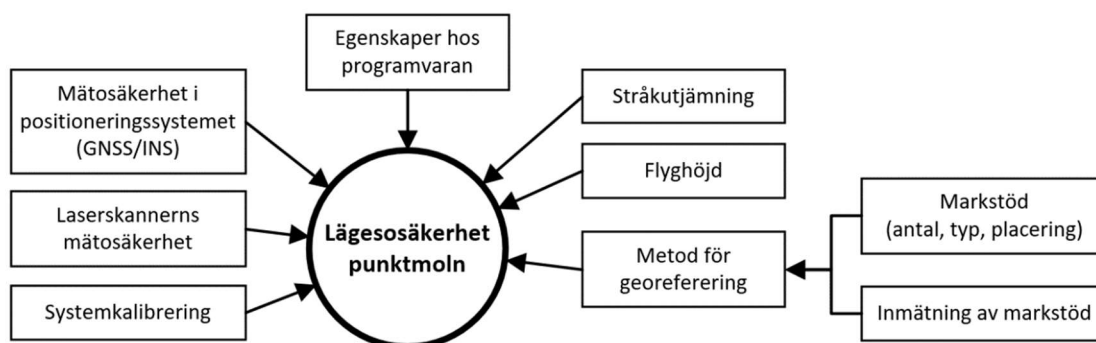 Egenskaper hos
programvaran
Mätosäkerhet i
positioneringssystemet
(GNSS/INS)
Laserskannerns
mätosäkerhet
Systemkalibrering
Lägesosäkerhet
punktmoln
Stråkutjämning
Flyghöjd
Metod för
georeferering
Markstöd
(antal, typ, placering)
Inmätning av markstöd